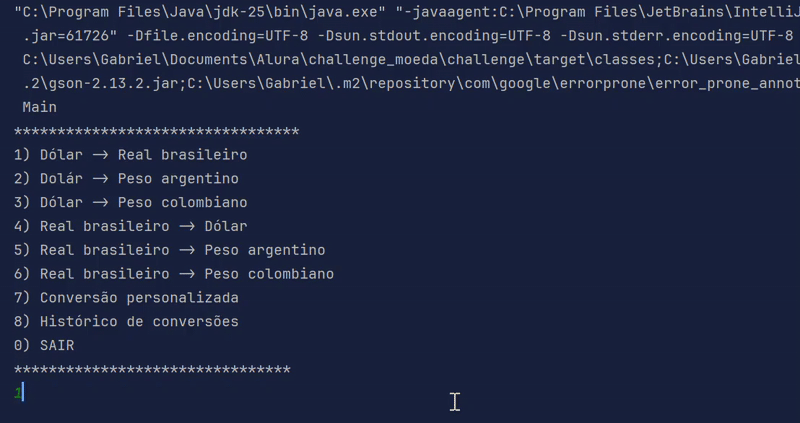 "C:\Program Files\Java\jdk-25\bin\java.exe" "-javaagent:C:\Program Files\JetBrains\IntelliJ
.jar=61726" -Dfile.encoding=UTF-8 -Dsun.stdout.encoding=UTF-8 -Dsun.stderr.encoding=UTF-8
C:\Users\Gabriel\Documents\Alura\challenge_moeda\challenge\target\classes;C:\Users\Gabriel
.2\gson-2.13.2.jar;C:\Users\Gabriel\.m2\repository\com\google\errorprone\error_prone_annot
Main
*********************************
1) Dólar -> Real brasileiro
2) Dolár -> Peso argentino
3) Dólar -> Peso colombiano
4) Real brasileiro -> Dólar
5) Real brasileiro -> Peso argentino
6) Real brasileiro -> Peso colombiano
7) Conversão personalizada
8) Histórico de conversões
0) SAIR
********************************
1